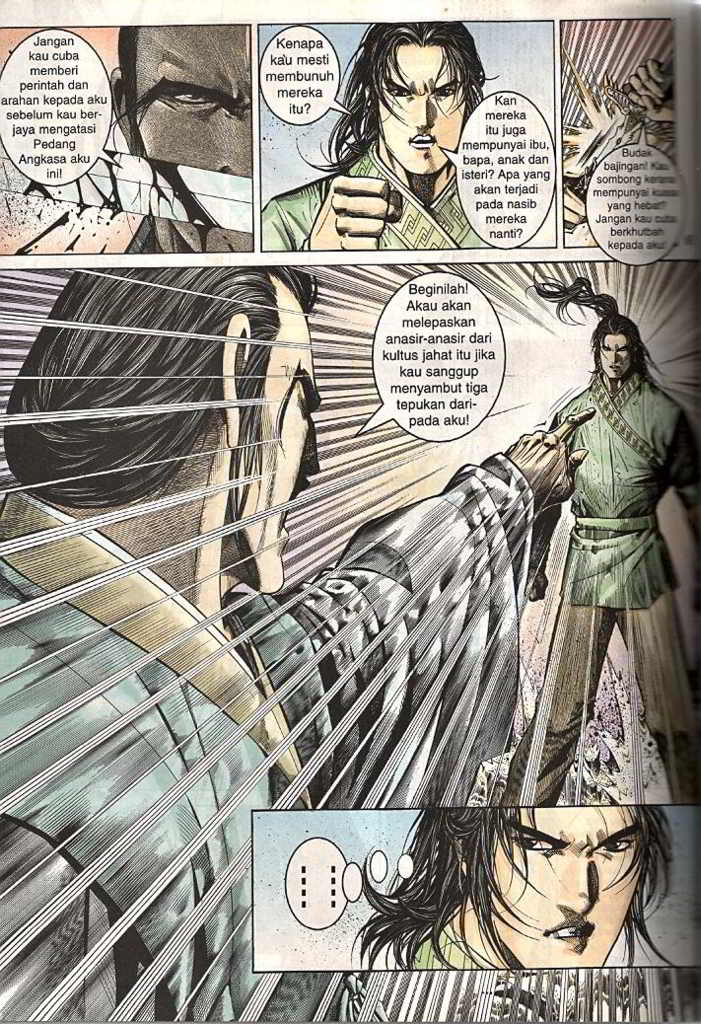 Jangan
kau cuba
memberi
perintah dan
arahan kepada aku
sebelum kau ber-
jaya mengatasi
Pedang
Angkasa aku
ini!
Kenapa
kau mesti
membunuh
mereka
itu?
Kan
mereka
itu juga
mempunyai ibu,
bapa, anak dan
isteri? Apa yang
akan terjadi
pada nasib
mereka
nanti?
Budak
bajingan! Kau
sombong kerana
mempunyai kuasa
yang hebat?
Jangan kau cuba
berkhutbah
kepada aku!
Beginilah!
Akau akan
melepaskan
anasir-anasir dari
kultus jahat itu jika
kau sanggup
menyambut tiga
tepukan dari-
pada aku!